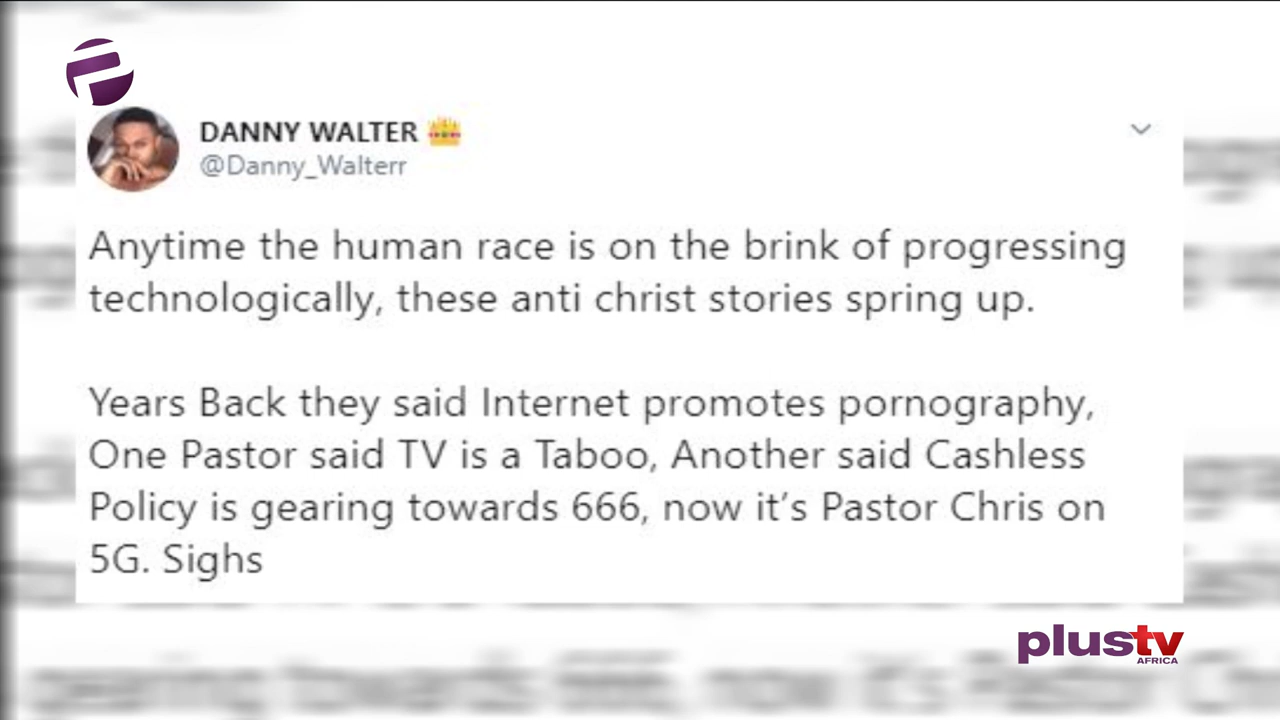 DANNY WALTER
@Danny_Walterr
Anytime the human race is on the brink of progressing
technologically, these anti christ stories spring up.
Years Back they said Internet promotes pornography,
One Pastor said TV is a Taboo, Another said Cashless
Policy is gearing towards 666, now it's Pastor Chris on
5G. Sighs
plustv
AFRICA